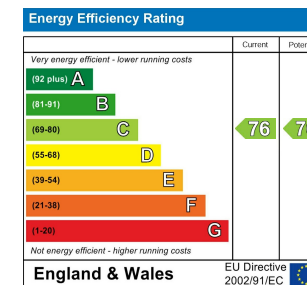 Energy Efficiency Rating
Current
Very energy efficient - lower running costs
(92 plus) A
(81-91) B
(69-80) C 76
(55-68) D
(39-54) E
(21-38) F
(1-20) G
Not energy efficient - higher running costs
England & Wales
EU Directive
2002/91/EC